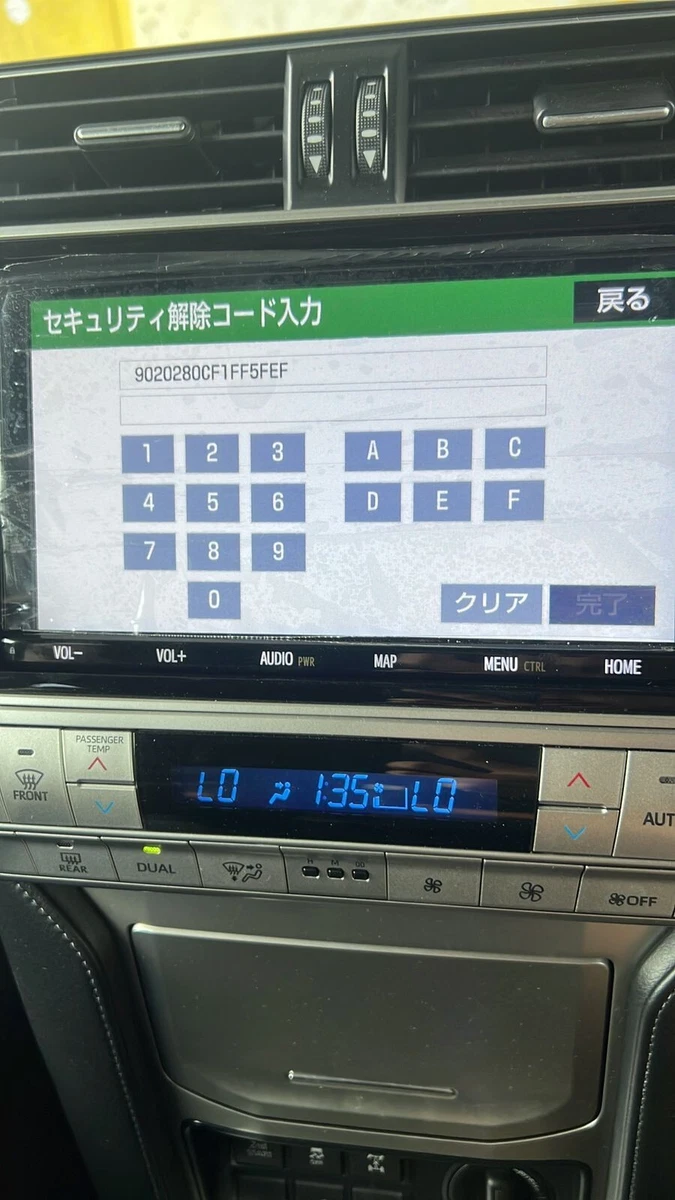 セキュリティ解除コード入力 戻る
9020280CF1FF5FEF
1 2 3 A B C
4 5 6 D E F
7 8 9
0 クリア 完了
VOL− VOL+ AUDIO PWR MAP MENU CTRL HOME
PASSENGER
TEMP
FRONT LO 1:35 LO AUT
REAR DUAL OFF